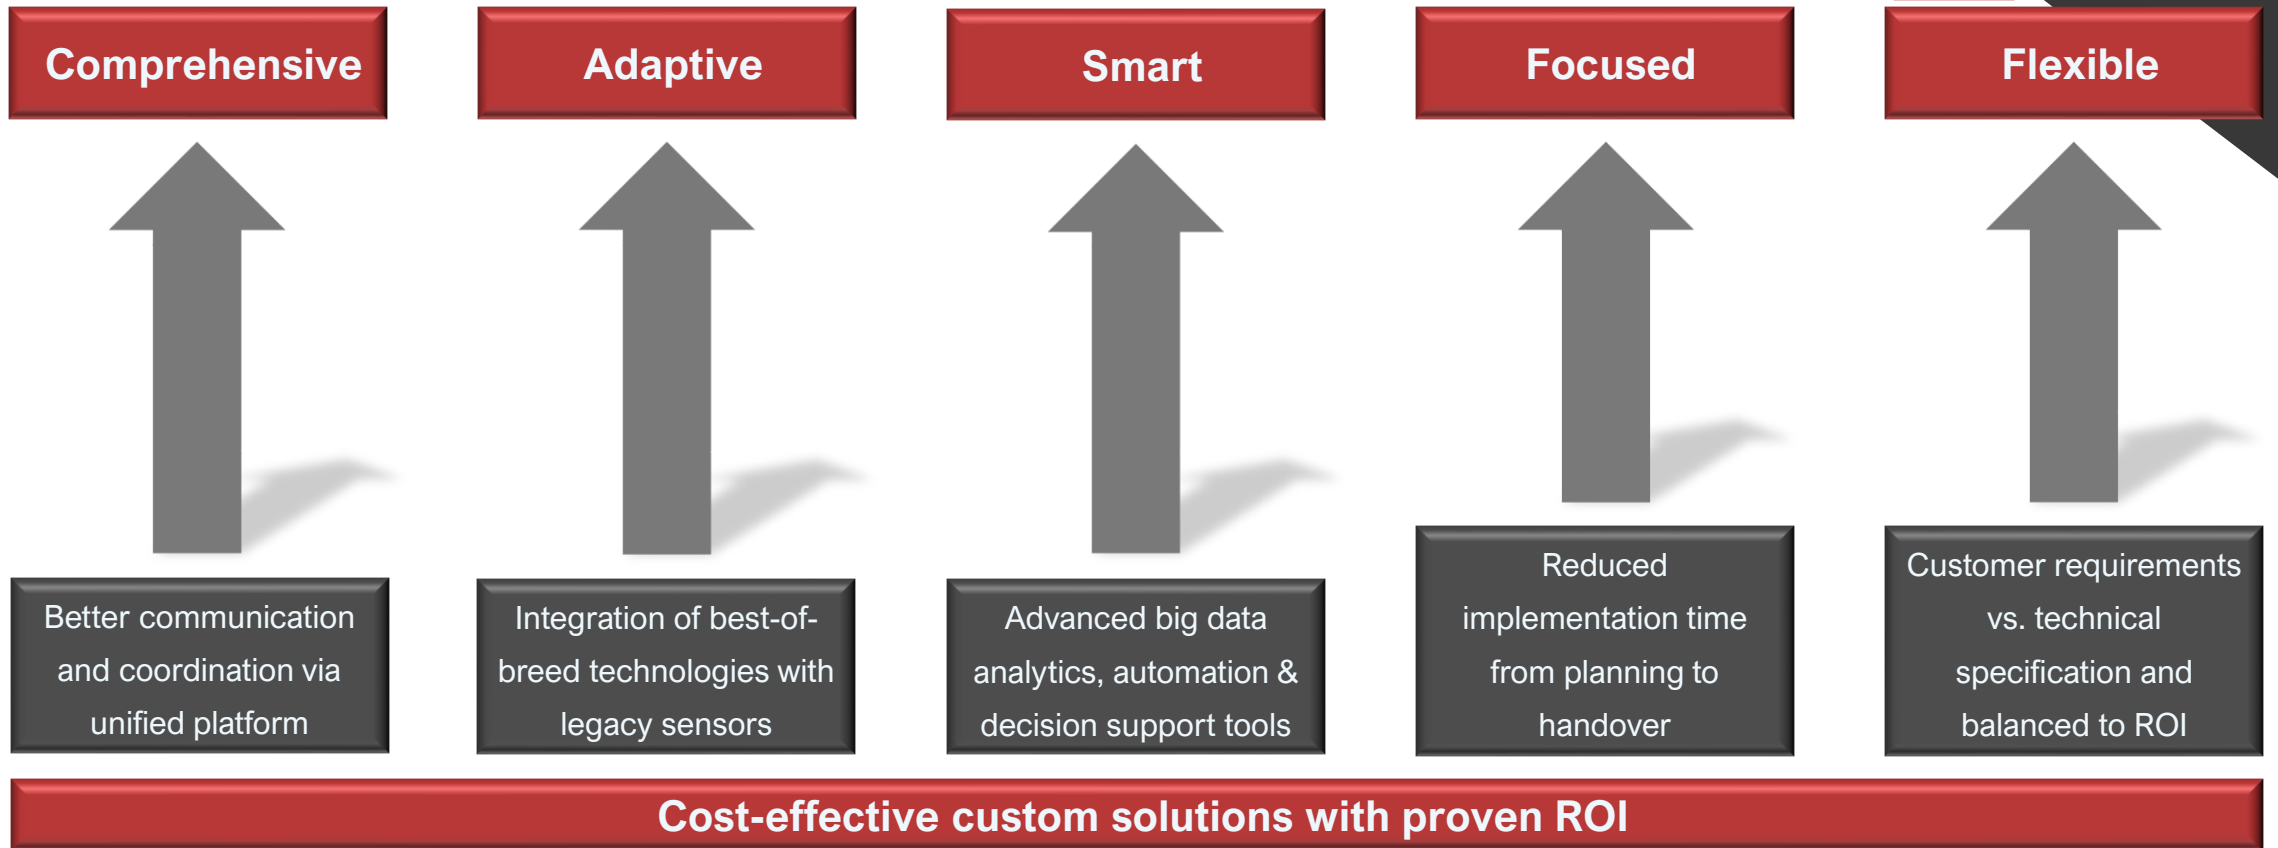 Comprehensive
Adaptive
Smart
Focused
Flexible
Better communication
and coordination via
unified platform
Integration of best-of-
breed technologies with
legacy sensors
Advanced big data
analytics, automation &
decision support tools
Reduced
implementation time
from planning to
handover
Customer requirements
vs. technical
specification and
balanced to ROI
Cost-effective custom solutions with proven ROI